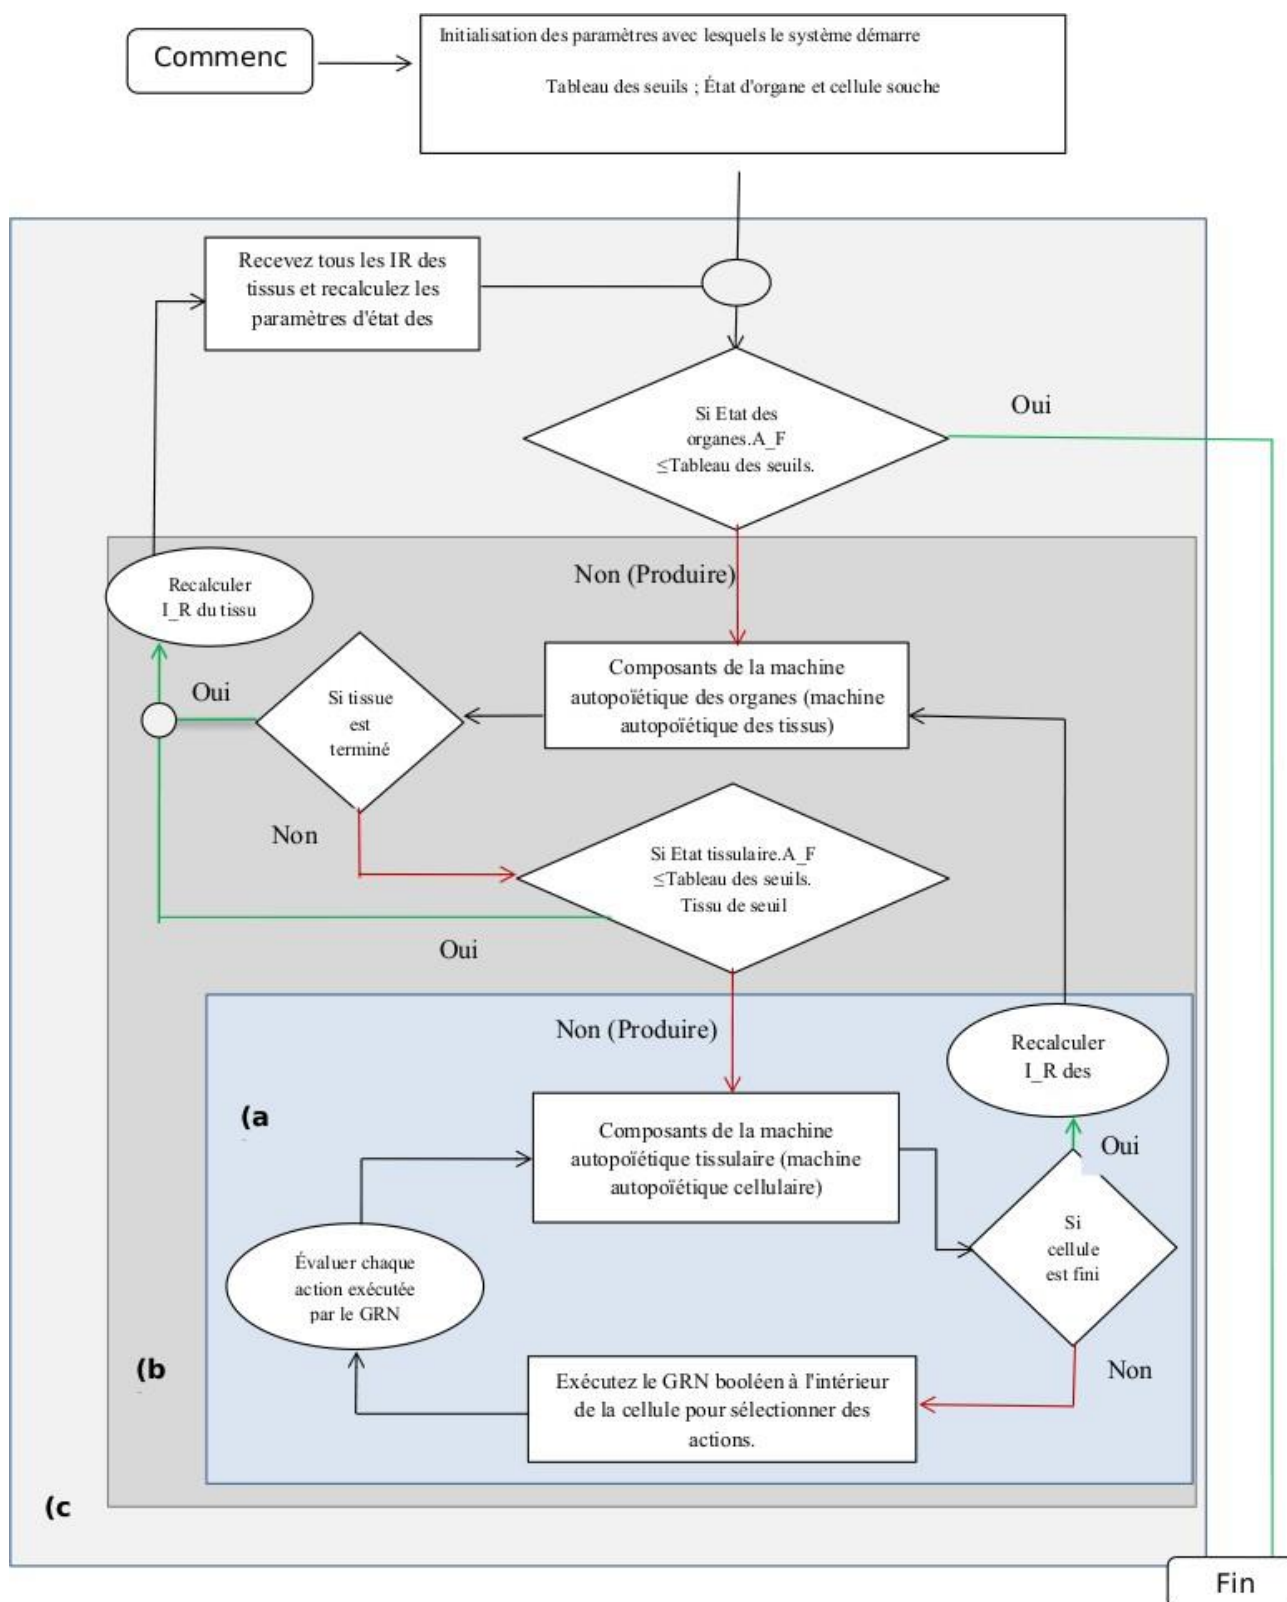 Commenc
Initialisation des paramètres avec lesquels le système démarre
Tableau des seuils ; État d'organe et cellule souche
Recevez tous les IR des
tissus et recalculez les
paramètres d'état des
Si Etat des
organes.A_F
≤Tableau des seuils.
Oui
Non (Produire)
Recalculer
I_R du tissu
Composants de la machine
autopoïétique des organes (machine
autopoïétique des tissus)
Oui
Si tissue
est
terminé
Non
Si Etat tissulaire.A_F
≤Tableau des seuils.
Tissu de seuil
Oui
Non (Produire)
Recalculer
I_R des
(a
Composants de la machine
autopoïétique tissulaire (machine
autopoïétique cellulaire)
Oui
Si
cellule
est fini
Évaluer chaque
action exécutée
par le GRN
(b
Non
Exécutez le GRN booléen à l'intérieur
de la cellule pour sélectionner des
actions.
(c
Fin